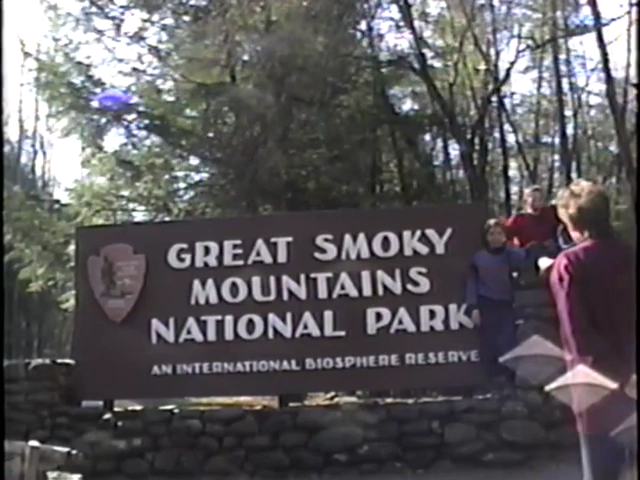 GREAT SMOKY
MOUNTAINS
NATIONAL PARK
AN INTERNATIONAL BIOSPHERE RESERVE